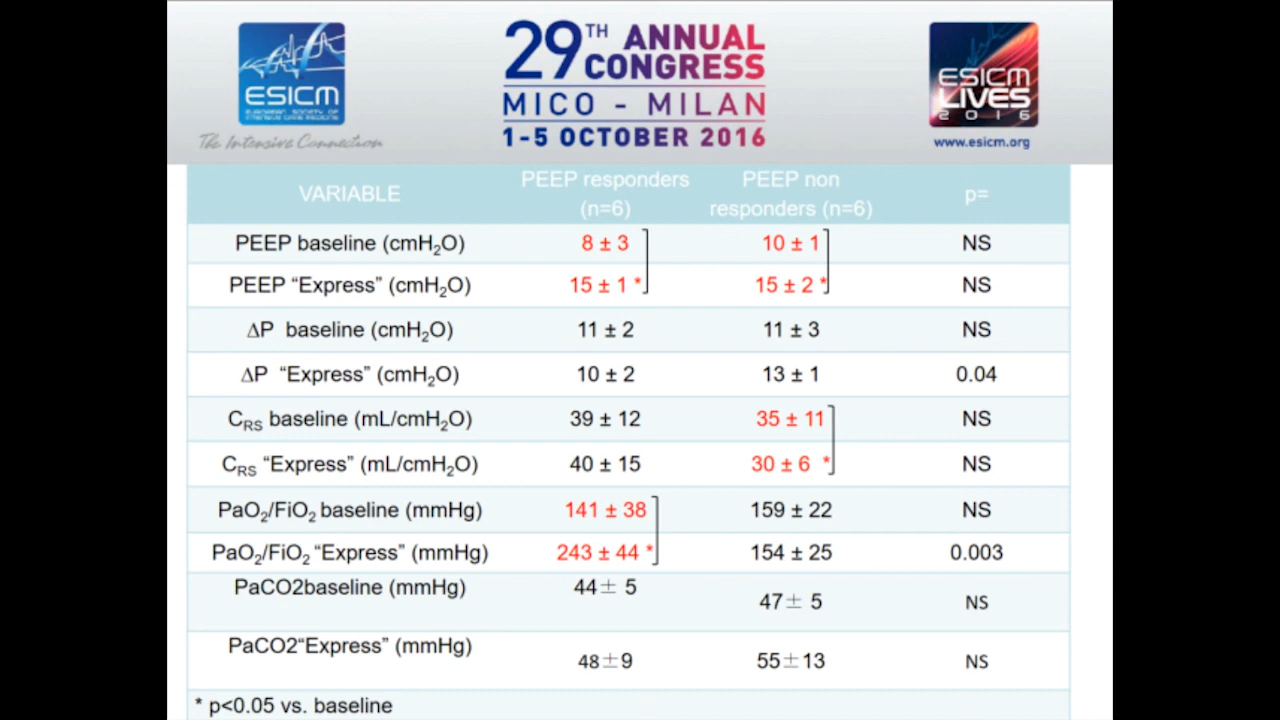 ESICM
EUROPEAN SOCIETY OF
INTENSIVE CARE MEDICINE
The Intensive Connection
29TH ANNUAL
CONGRESS
MICO - MILAN
1-5 OCTOBER 2016
ESICM
LIVES
2016
www.esicm.org
VARIABLE PEEP responders (n=6) PEEP non responders (n=6) p=
PEEP baseline (cmH2O) 8 ± 3 10 ± 1 NS
PEEP “Express” (cmH2O) 15 ± 1 * 15 ± 2 * NS
ΔP baseline (cmH2O) 11 ± 2 11 ± 3 NS
ΔP “Express” (cmH2O) 10 ± 2 13 ± 1 0.04
CRS baseline (mL/cmH2O) 39 ± 12 35 ± 11 NS
CRS “Express” (mL/cmH2O) 40 ± 15 30 ± 6 * NS
PaO2/FiO2 baseline (mmHg) 141 ± 38 159 ± 22 NS
PaO2/FiO2 “Express” (mmHg) 243 ± 44 * 154 ± 25 0.003
PaCO2baseline (mmHg) 44± 5 47± 5 NS
PaCO2“Express” (mmHg) 48±9 55±13 NS
* p<0.05 vs. baseline